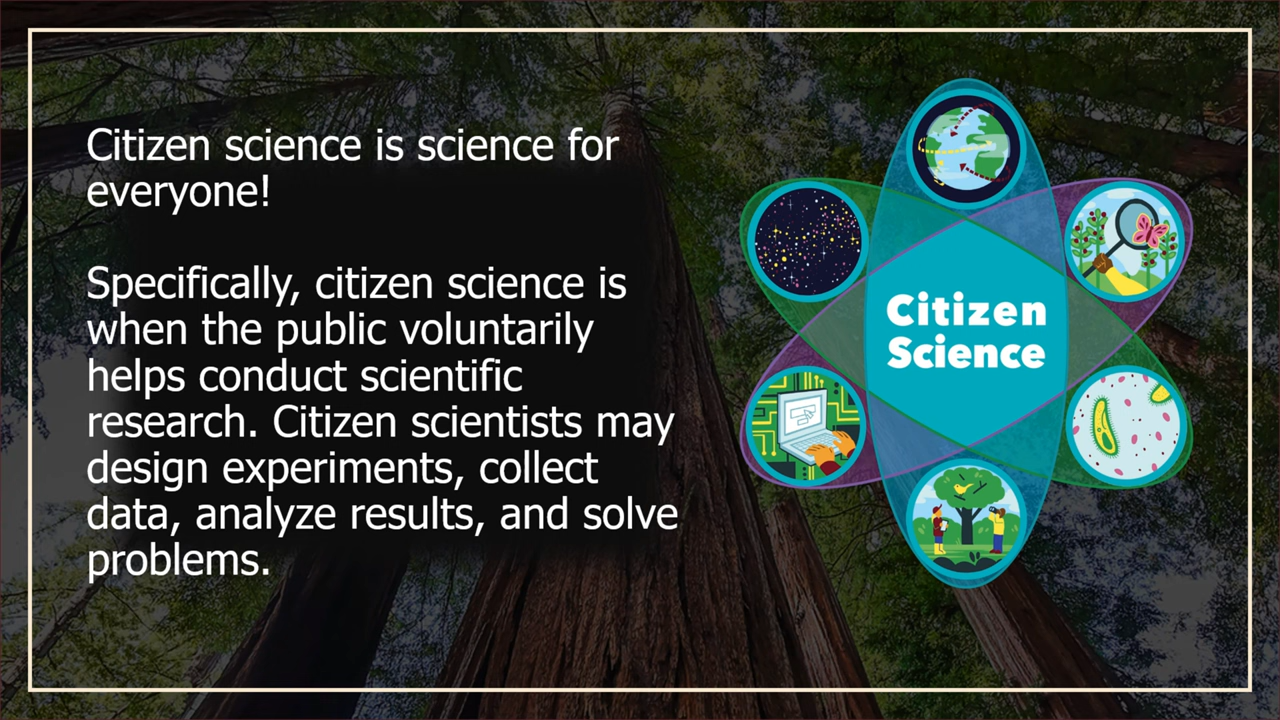 Citizen science is science for
everyone!
Specifically, citizen science is
when the public voluntarily
helps conduct scientific
research. Citizen scientists may
design experiments, collect
data, analyze results, and solve
problems.
Citizen
Science